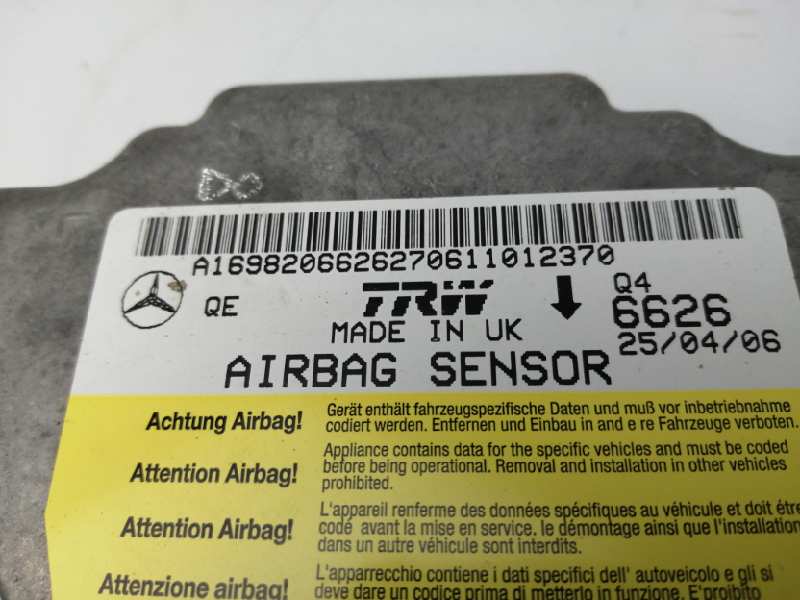 A1698206626270611012370
QE TRW Q4
MADE IN UK 6626
AIRBAG SENSOR 25/04/06
Achtung Airbag! Gerät enthält fahrzeugspezifische Daten und muß vor inbetriebnahme
codiert werden. Entfernen und Einbau in and e re Fahrzeuge verboten.
Attention Airbag! Appliance contains data for the specific vehicles and must be coded
before being operational. Removal and installation in other vehicles
prohibited.
Attention Airbag! L'appareil renferme des données spécifiques au véhicule et doit étre
codé avant la mise en service. le démontage ainsi que l'installation
dans un autre véhicule sont interdits.
Attenzione airbag! L'apparrecchio contiene i dati specifici dell' autoveicolo e gli si
deve dare un codice prima di metterlo in funzione. E'proibito